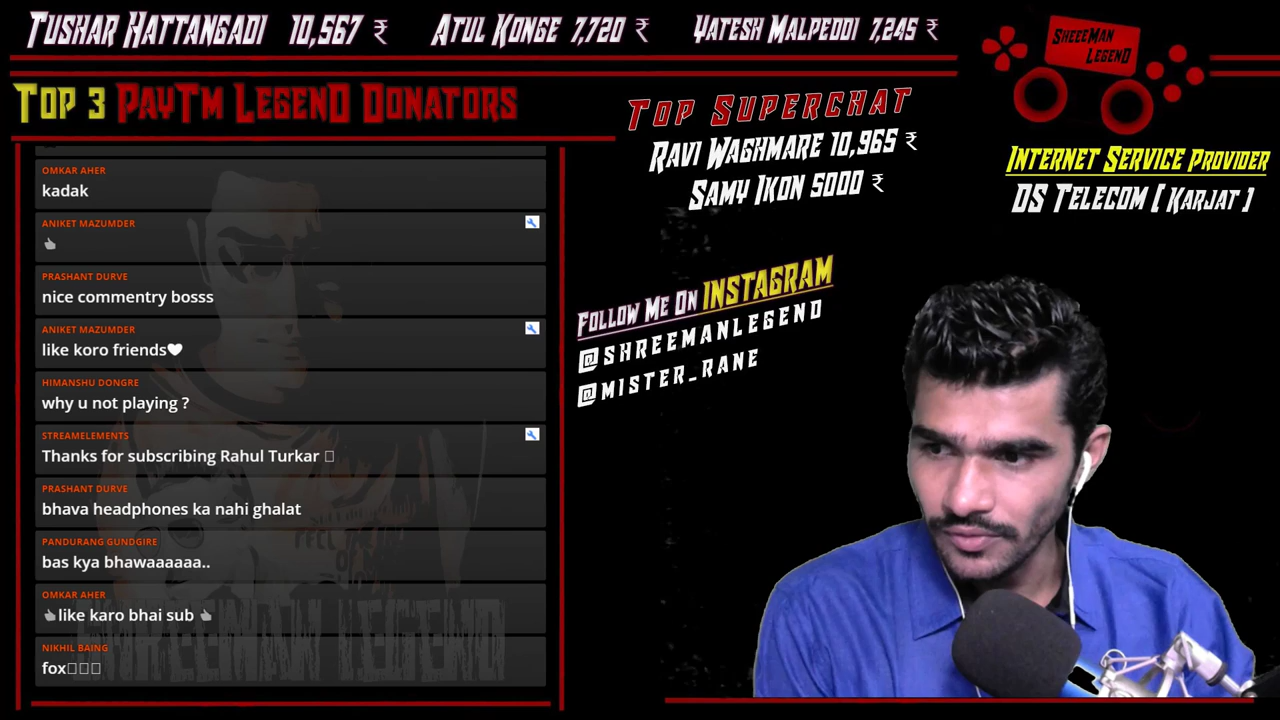 Tushar Hattangadi 10,567 ₹ Atul Konge 7,720 ₹ Yatesh Malpeddi 7,245 ₹
SheeeMan
Legend
Top 3 PayTm Legend Donators
Top Superchat
Ravi Waghmare 10,965 ₹
Samy Ikon 5000 ₹
Internet Service Provider
DS Telecom [ Karjat ]
Follow Me On INSTAGRAM
@SHREEMANLEGEND
@MISTER_RANE
OMKAR AHER
kadak
ANIKET MAZUMDER
PRASHANT DURVE
nice commentry bosss
ANIKET MAZUMDER
like koro friends🤍
HIMANSHU DONGRE
why u not playing ?
STREAMELEMENTS
Thanks for subscribing Rahul Turkar
PRASHANT DURVE
bhava headphones ka nahi ghalat
PANDURANG GUNDGIRE
bas kya bhawaaaaaa..
OMKAR AHER
👍like karo bhai sub 👍
NIKHIL BAING
fox
SHREEMAN LEGEND